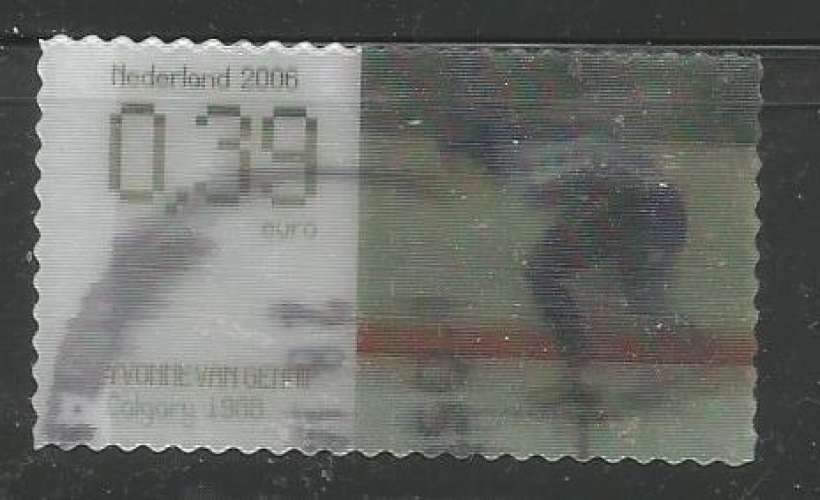 Nederland 2006
0,39
euro
YVONNE VAN GENNIP
Calgary 1988